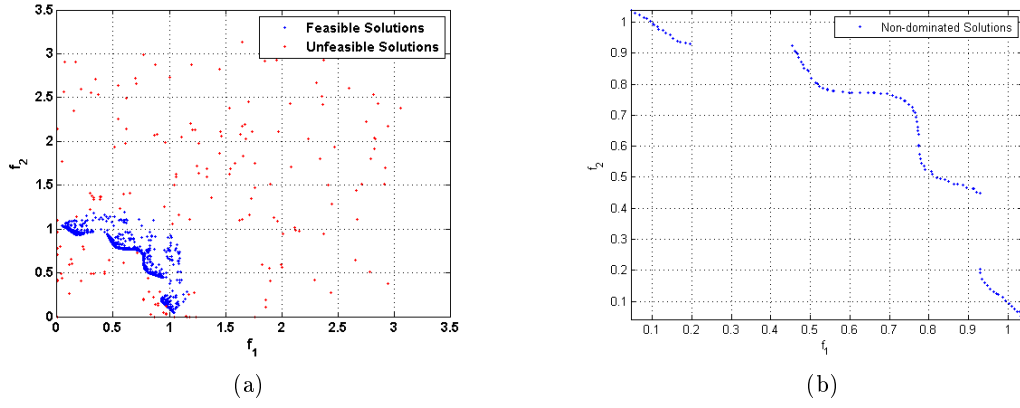 Feasible Solutions
Unfeasible Solutions
3.5
3
2.5
2
1.5
1
0.5
0
f2
0 0.5 1 1.5 2 2.5 3 3.5
f1
(a)
Non-dominated Solutions
1
0.9
0.8
0.7
0.6
0.5
0.4
0.3
0.2
0.1
f2
0.1 0.2 0.3 0.4 0.5 0.6 0.7 0.8 0.9 1
f1
(b)